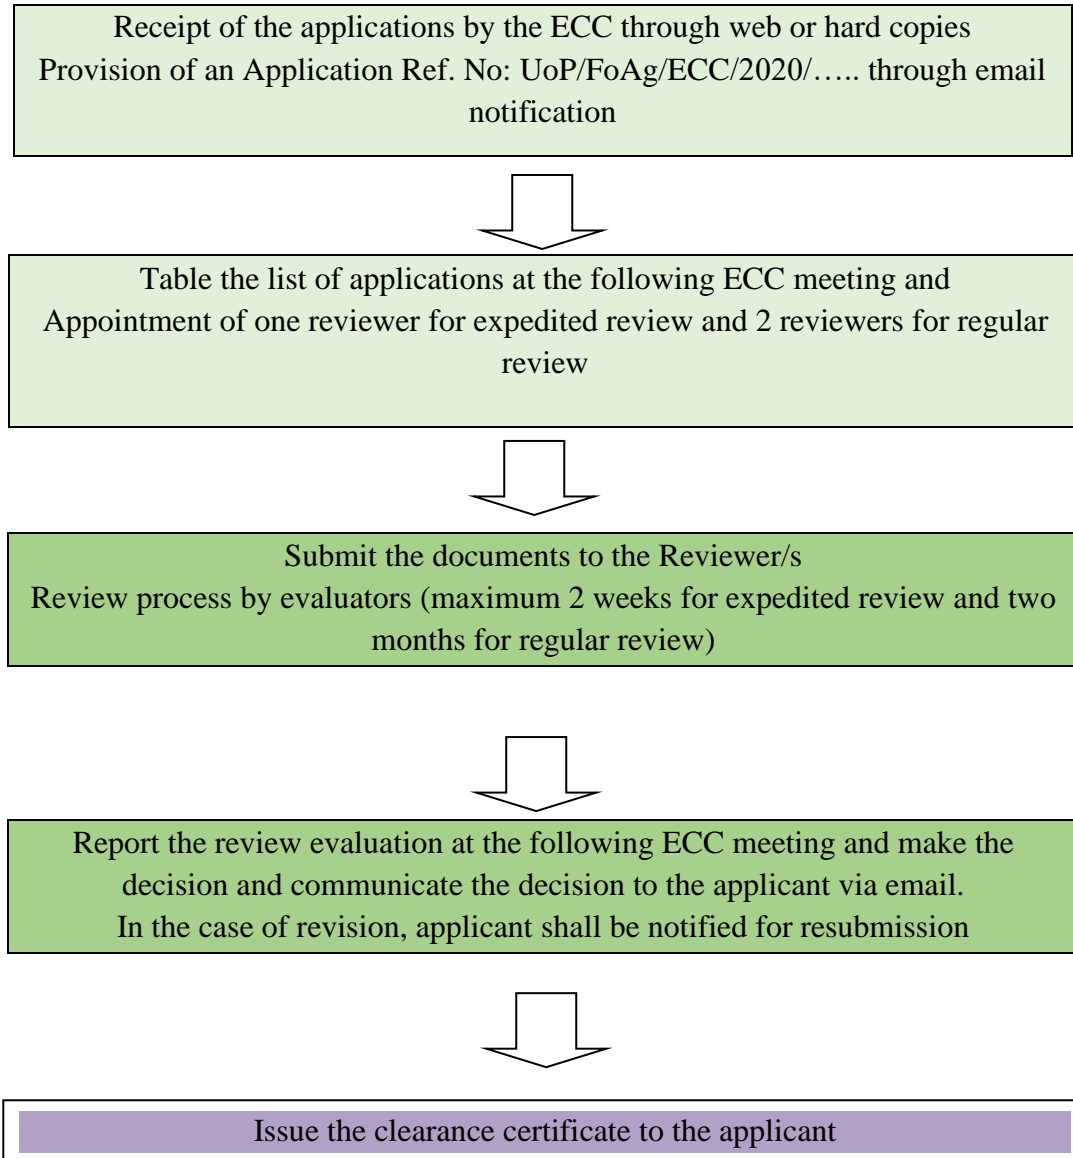 Receipt of the applications by the ECC through web or hard copies
Provision of an Application Ref. No: UoP/FoAg/ECC/2020/….. through email
notification
Table the list of applications at the following ECC meeting and
Appointment of one reviewer for expedited review and 2 reviewers for regular
review
Submit the documents to the Reviewer/s
Review process by evaluators (maximum 2 weeks for expedited review and two
months for regular review)
Report the review evaluation at the following ECC meeting and make the
decision and communicate the decision to the applicant via email.
In the case of revision, applicant shall be notified for resubmission
Issue the clearance certificate to the applicant